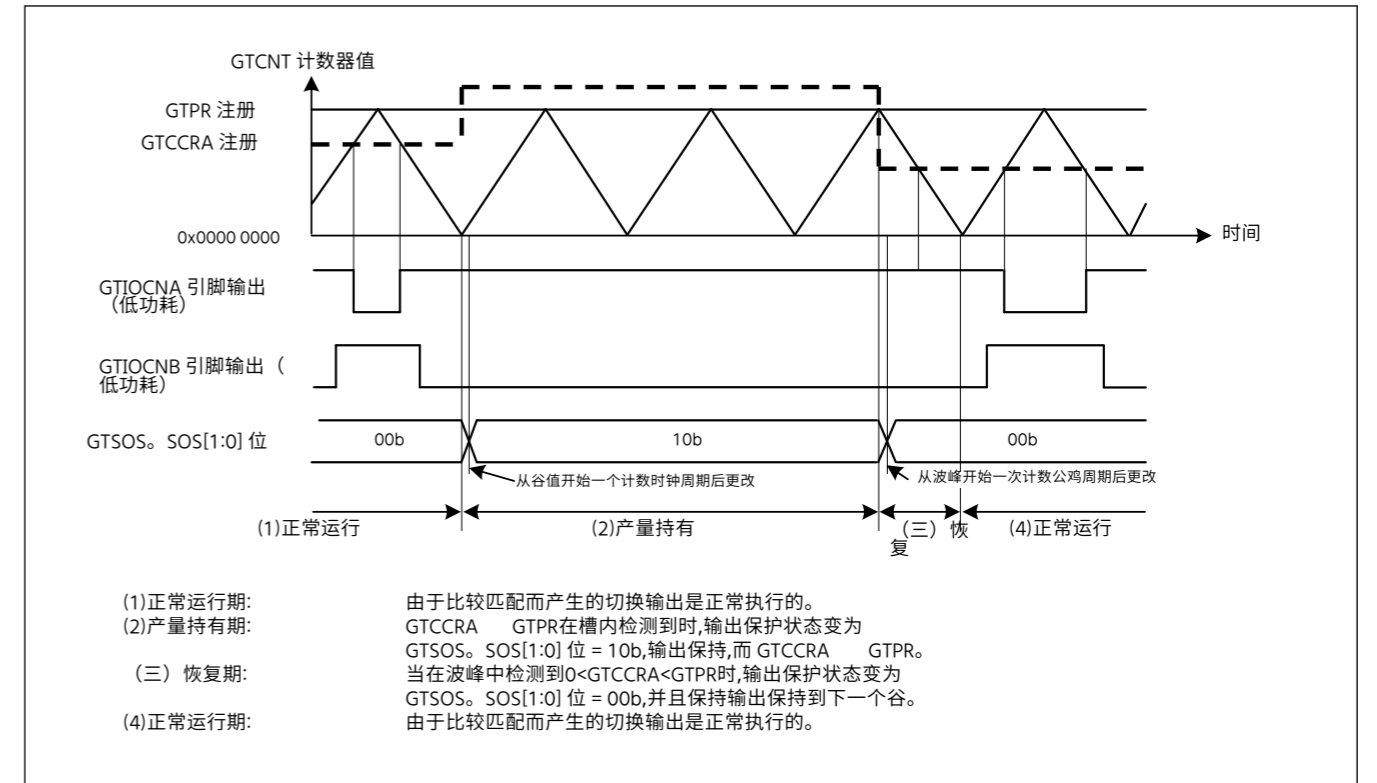 GTCNT 计数器值
GTPR 注册
GTCCRA 注册
0x0000 0000
时间
GTIOCNA 引脚输出
（低功耗）
GTIOCNB 引脚输出（
低功耗）
GTSOS。SOS[1:0] 位
00b
10b
00b
从谷值开始一个计数时钟周期后更改
从波峰开始一次计数公鸡周期后更改
(1)正常运行
(2)产量持有
（三）恢
复
(4)正常运行
(1)正常运行期: 由于比较匹配而产生的切换输出是正常执行的。
(2)产量持有期: GTCCRA GTPR在槽内检测到时,输出保护状态变为
GTSOS。SOS[1:0] 位 = 10b,输出保持,而 GTCCRA GTPR。
（三）恢复期: 当在波峰中检测到0<GTCCRA<GTPR时,输出保护状态变为
GTSOS。SOS[1:0] 位 = 00b,并且保持输出保持到下一个谷。
(4)正常运行期: 由于比较匹配而产生的切换输出是正常执行的。